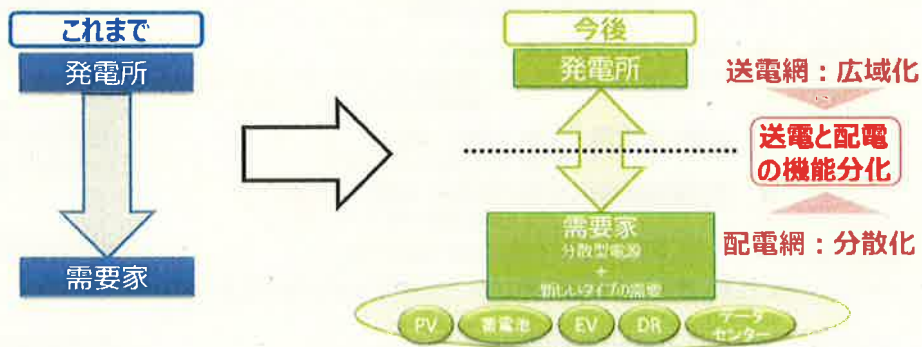 これまで
発電所
需要家
今後
発電所
需要家
分散型電源
+
新しいタイプの需要
PV
蓄電池
EV
DR
データ
センター
送電網:広域化
送電と配電
の機能分化
配電網:分散化